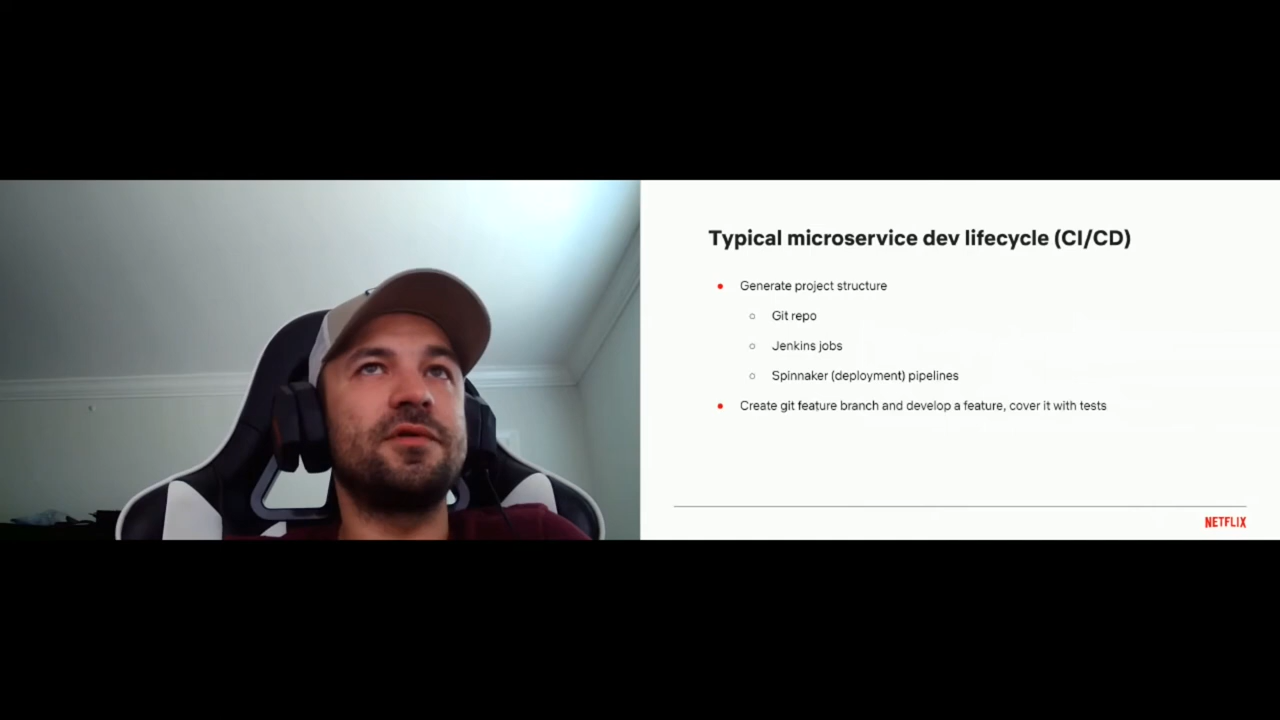 Typical microservice dev lifecycle (CI/CD)
Generate project structure
Git repo
Jenkins jobs
Spinnaker (deployment) pipelines
Create git feature branch and develop a feature, cover it with tests
NETFLIX